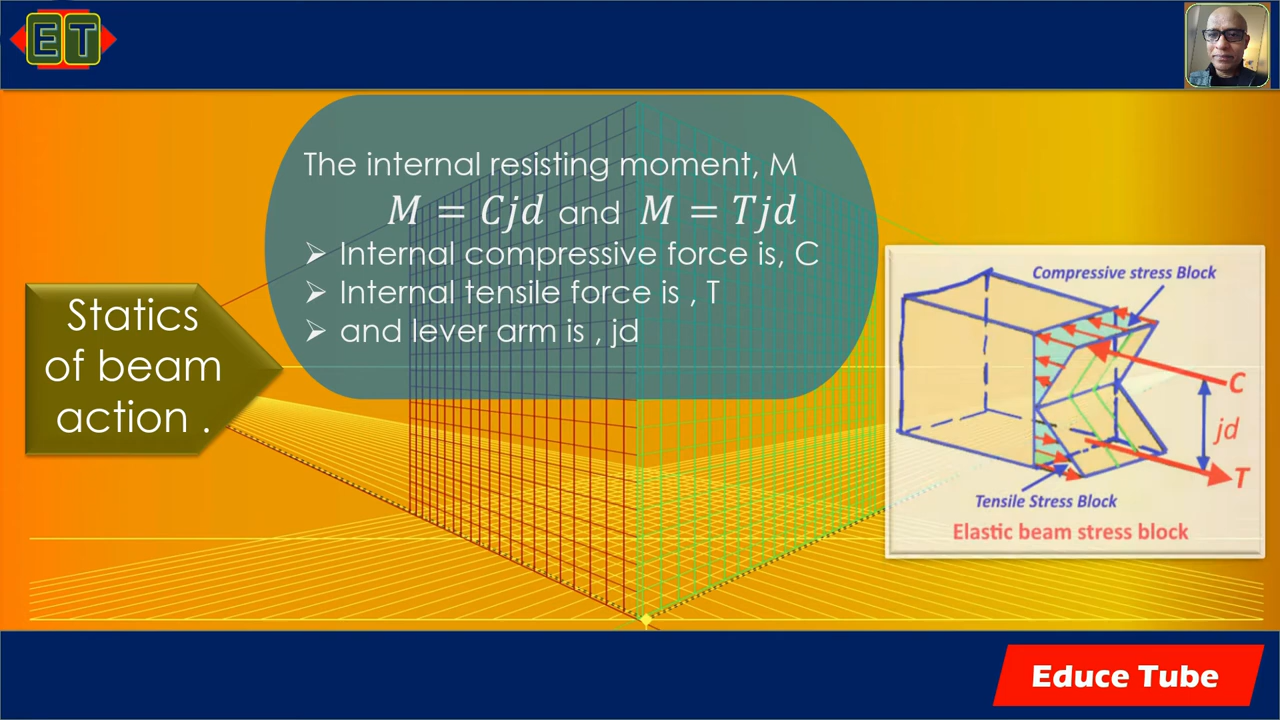 ET
The internal resisting moment, M
M = Cjd and M = Tjd
➢ Internal compressive force is, C
➢ Internal tensile force is , T
➢ and lever arm is , jd
Statics
of beam
action .
Compressive stress Block
C
jd
T
Tensile Stress Block
Elastic beam stress block
Educe Tube